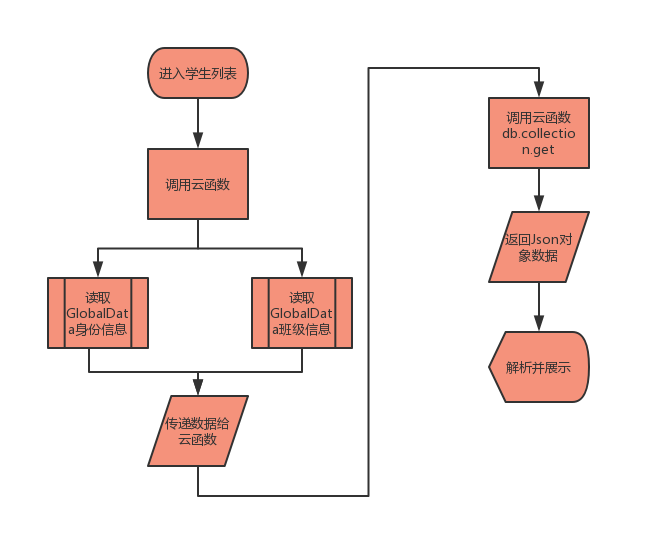 进入学生列表
调用云函数
读取
GlobalDat
a身份信息
读取
GlobalDat
a班级信息
传递数据给
云函数
调用云函数
db.collectio
n.get
返回Json对
象数据
解析并展示